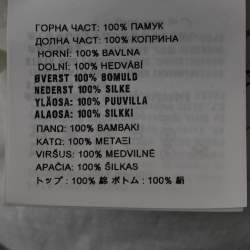 ГОРНА ЧАСТ: 100% ПАМУК
ДОЛНА ЧАСТ: 100% КОПРИНА
HORNÍ: 100% BAVLNA
DOLNÍ: 100% HEDVÁBÍ
ØVERST 100% BOMULD
NEDERST 100% SILKE
YLÄOSA: 100% PUUVILLA
ALAOSA: 100% SILKKI
ΠΑΝΩ: 100% ΒΑΜΒΑΚΙ
ΚΑΤΩ: 100% ΜΕΤΑΞΙ
VIRŠUS: 100% MEDVILNĖ
APAČIA: 100% ŠILKAS
トップ : 100% 綿 ボトム : 100% 絹